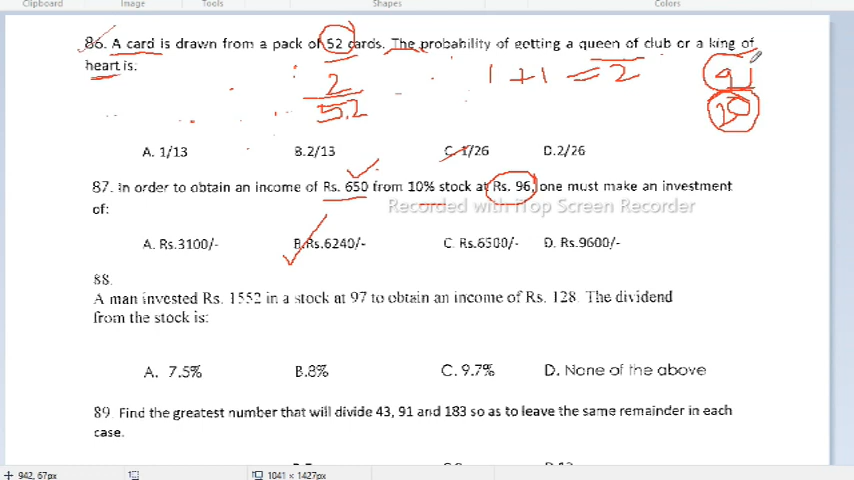 Image Tools Shapes Colors
86. A card is drawn from a pack of 52 cards. The probability of getting a queen of club or a king of
heart is:
1 + 1 = 2
2
52
A. 1/13 B.2/13 C. 1/26 D.2/26
87. In order to obtain an income of Rs. 650 from 10% stock at Rs. 96, one must make an investment
of:
Recorded with iTop Screen Recorder
A. Rs.3100/- B.Rs.6240/- C. Rs.6500/- D. Rs.9600/-
88.
A man invested Rs. 1552 in a stock at 97 to obtain an income of Rs. 128. The dividend
from the stock is:
A. 7.5% B.8% C. 9.7% D. None of the above
89. Find the greatest number that will divide 43, 91 and 183 so as to leave the same remainder in each
case.
942, 67px 1041 × 1427px